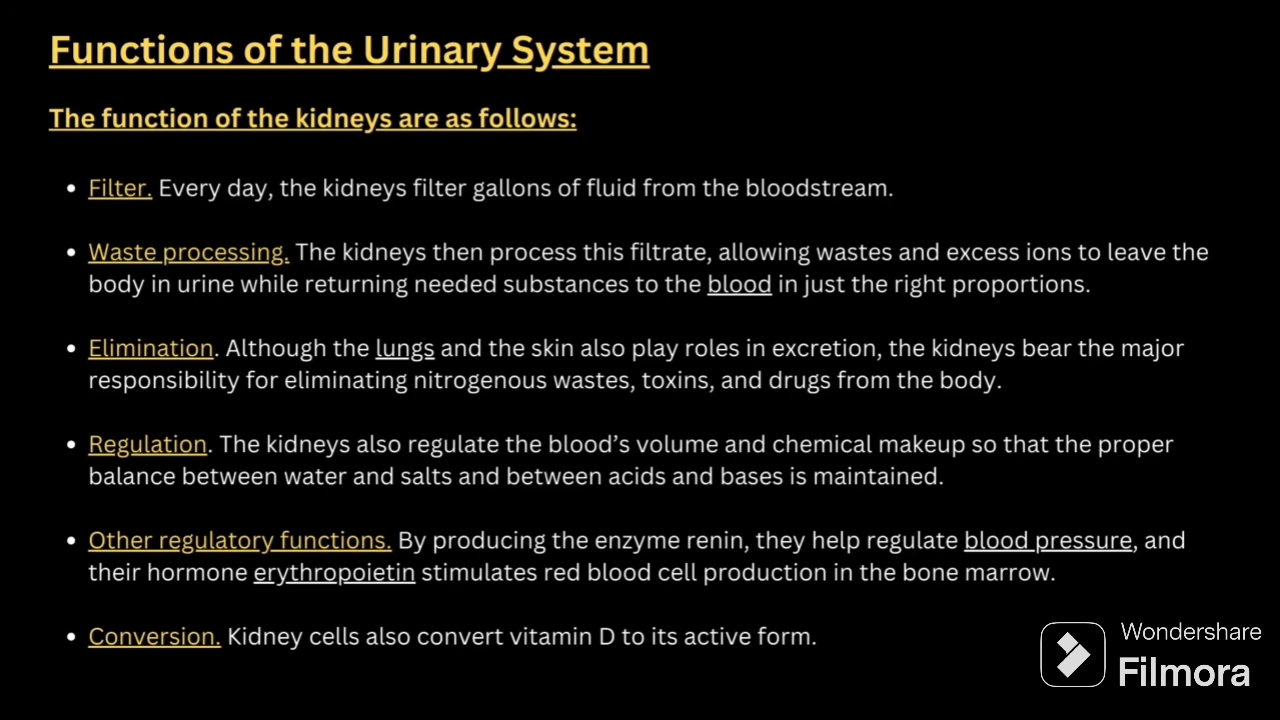 Functions of the Urinary System
The function of the kidneys are as follows:
• Filter. Every day, the kidneys filter gallons of fluid from the bloodstream.
• Waste processing. The kidneys then process this filtrate, allowing wastes and excess ions to leave the
body in urine while returning needed substances to the blood in just the right proportions.
• Elimination. Although the lungs and the skin also play roles in excretion, the kidneys bear the major
responsibility for eliminating nitrogenous wastes, toxins, and drugs from the body.
• Regulation. The kidneys also regulate the blood’s volume and chemical makeup so that the proper
balance between water and salts and between acids and bases is maintained.
• Other regulatory functions. By producing the enzyme renin, they help regulate blood pressure, and
their hormone erythropoietin stimulates red blood cell production in the bone marrow.
• Conversion. Kidney cells also convert vitamin D to its active form.
Wondershare
Filmora